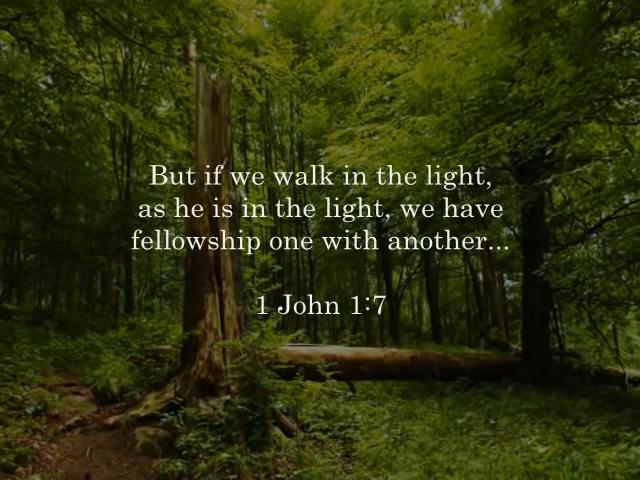 But if we walk in the light,
as he is in the light, we have
fellowship one with another...
1 John 1:7